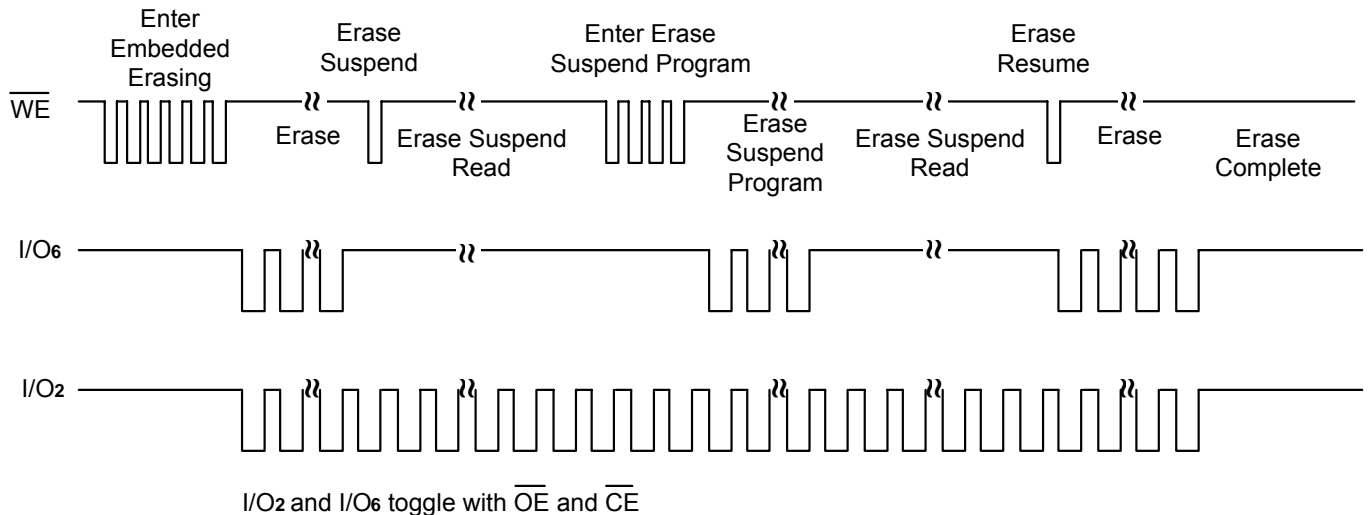 Enter
Embedded
Erasing
Erase
Suspend
Enter Erase
Suspend Program
Erase
Resume
WE
Erase
Erase Suspend
Read
Erase
Suspend
Program
Erase Suspend
Read
Erase
Erase
Complete
I/O6
I/O2
I/O2 and I/O6 toggle with OE and CE